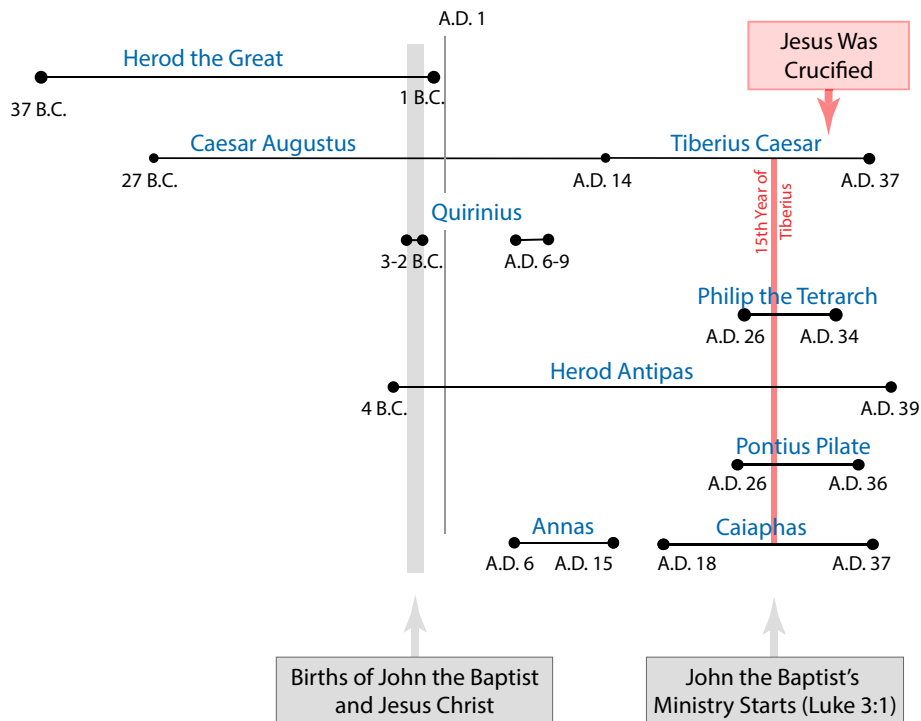 A.D. 1
Jesus Was
Crucified
Herod the Great
37 B.C.
1 B.C.
Caesar Augustus
Tiberius Caesar
27 B.C.
A.D. 14
A.D. 37
15th Year of
Tiberius
Quirinius
3-2 B.C.
A.D. 6-9
Philip the Tetrarch
A.D. 26
A.D. 34
Herod Antipas
4 B.C.
A.D. 39
Pontius Pilate
A.D. 26
A.D. 36
Annas
Caiaphas
A.D. 6
A.D. 15
A.D. 18
A.D. 37
Births of John the Baptist
and Jesus Christ
John the Baptist’s
Ministry Starts (Luke 3:1)